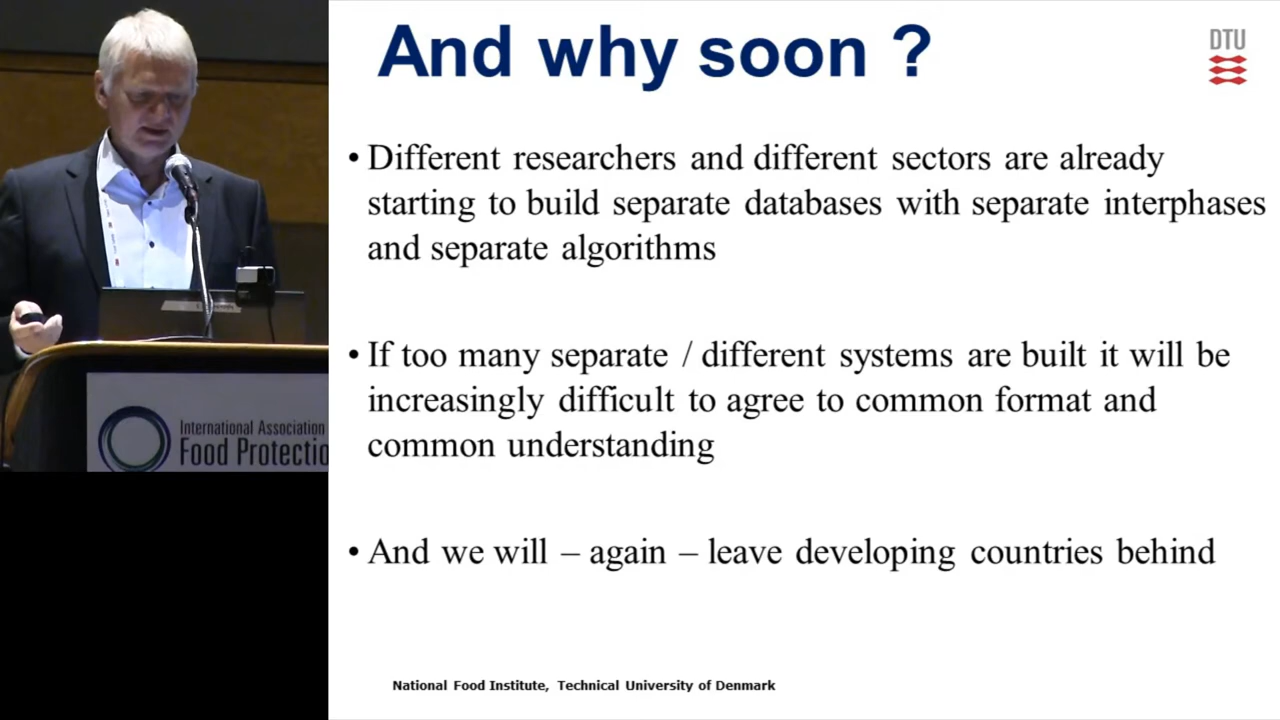 And why soon ?
DTU
• Different researchers and different sectors are already
starting to build separate databases with separate interphases
and separate algorithms
• If too many separate / different systems are built it will be
increasingly difficult to agree to common format and
common understanding
• And we will – again – leave developing countries behind
National Food Institute, Technical University of Denmark
International Association
Food Protectio